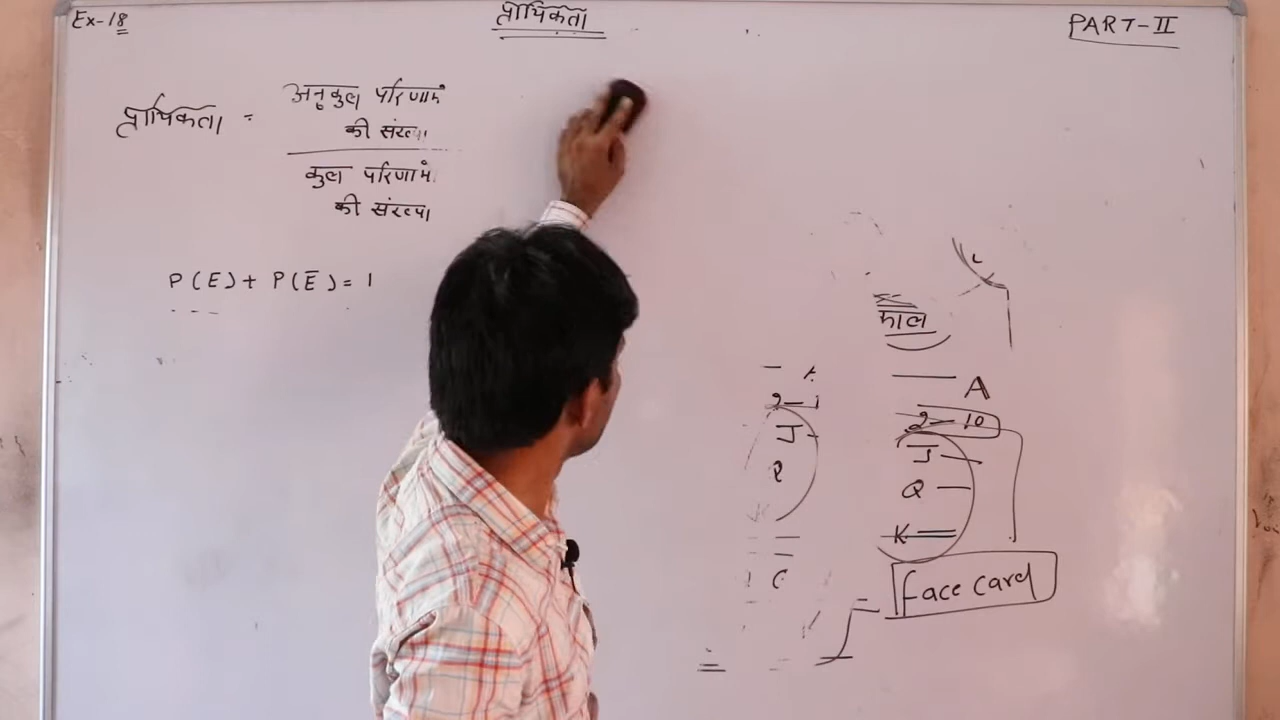 Ex-18
प्रायिकता
PART-II
प्रायिकता =
अनुकुल परिणामों
की संख्या
कुल परिणामों
की संख्या
P(E) + P(Ē) = 1
काल
A
2-10
J
J
Q
K
Face card